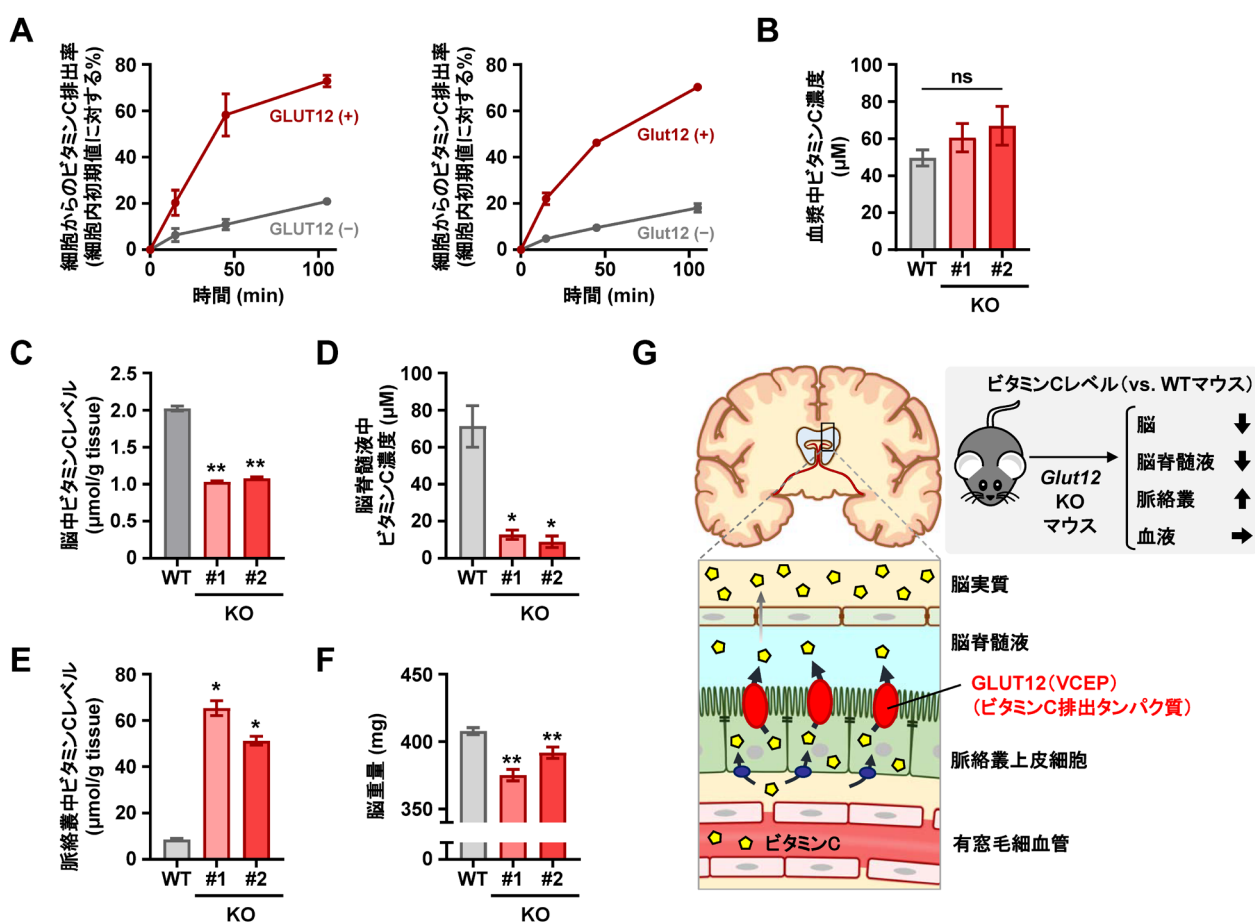 A
細胞からのビタミンC排出率
(細胞内初期値に対する%)
80
60
40
20
0
0
50
100
時間 (min)
GLUT12 (+)
GLUT12 (−)
細胞からのビタミンC排出率
(細胞内初期値に対する%)
80
60
40
20
0
0
50
100
時間 (min)
Glut12 (+)
Glut12 (−)
B
血漿中ビタミンC濃度
(μM)
100
80
60
40
20
0
ns
WT
#1
#2
KO
C
脳中ビタミンCレベル
(μmol/g tissue)
2.5
2.0
1.5
1.0
0.5
0
**
**
WT
#1
#2
KO
D
脳脊髄液中
ビタミンC濃度 (μM)
100
80
60
40
20
0
*
*
WT
#1
#2
KO
E
脈絡叢中ビタミンCレベル
(μmol/g tissue)
80
60
40
20
0
*
*
WT
#1
#2
KO
F
脳重量 (mg)
450
400
350
0
**
**
WT
#1
#2
KO
G
ビタミンCレベル(vs. WTマウス)
Glut12
KO
マウス
脳
脳脊髄液
脈絡叢
血液
脳実質
脳脊髄液
GLUT12(VCEP)
(ビタミンC排出タンパク質)
脈絡叢上皮細胞
ビタミンC
有窓毛細血管